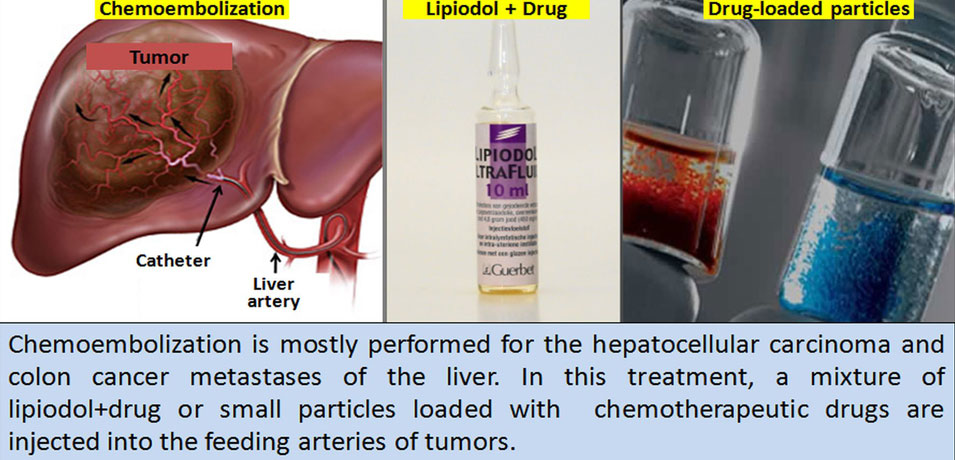 Chemoembolization
Lipiodol + Drug
Drug-loaded particles
Tumor
Catheter
Liver
artery
LIPIODOL
LTRAFLUI
10 ml
Guerbet
Chemoembolization is mostly performed for the hepatocellular carcinoma and
colon cancer metastases of the liver. In this treatment, a mixture of
lipiodol+drug or small particles loaded with chemotherapeutic drugs are
injected into the feeding arteries of tumors.